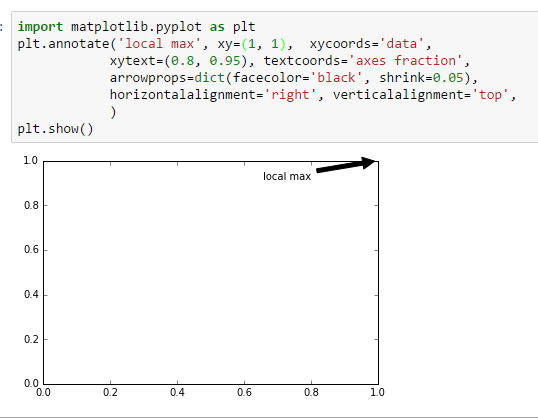 :
import matplotlib.pyplot as plt
plt.annotate('local max', xy=(1, 1),  xycoords='data',
            xytext=(0.8, 0.95), textcoords='axes fraction',
            arrowprops=dict(facecolor='black', shrink=0.05),
            horizontalalignment='right', verticalalignment='top',
            )
plt.show()
1.0
local max
0.8
0.6
0.4
0.2
0.0
0.0 0.2 0.4 0.6 0.8 1.0